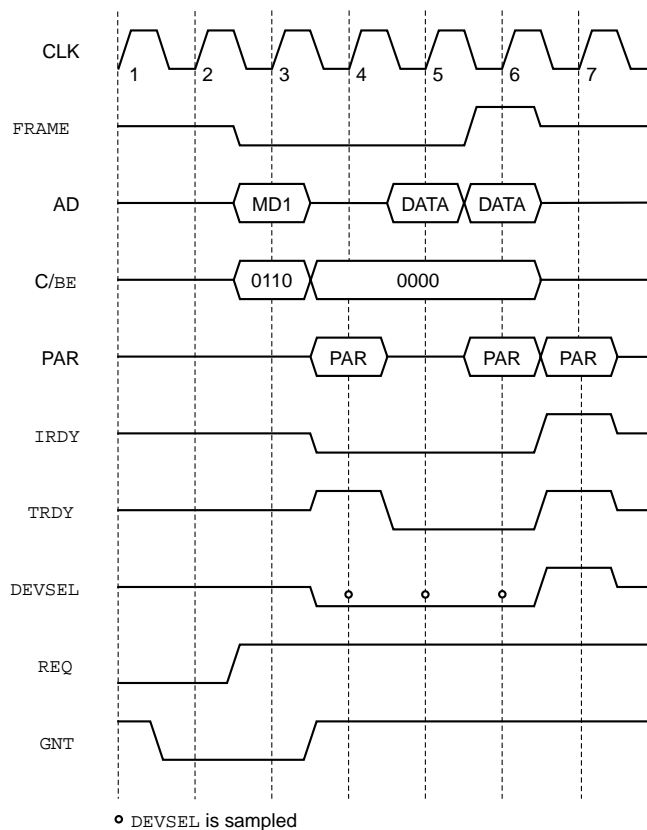 CLK
1 2 3 4 5 6 7
FRAME
AD MD1 DATA DATA
C/BE 0110 0000
PAR PAR PAR PAR
IRDY
TRDY
DEVSEL
REQ
GNT
DEVSEL is sampled